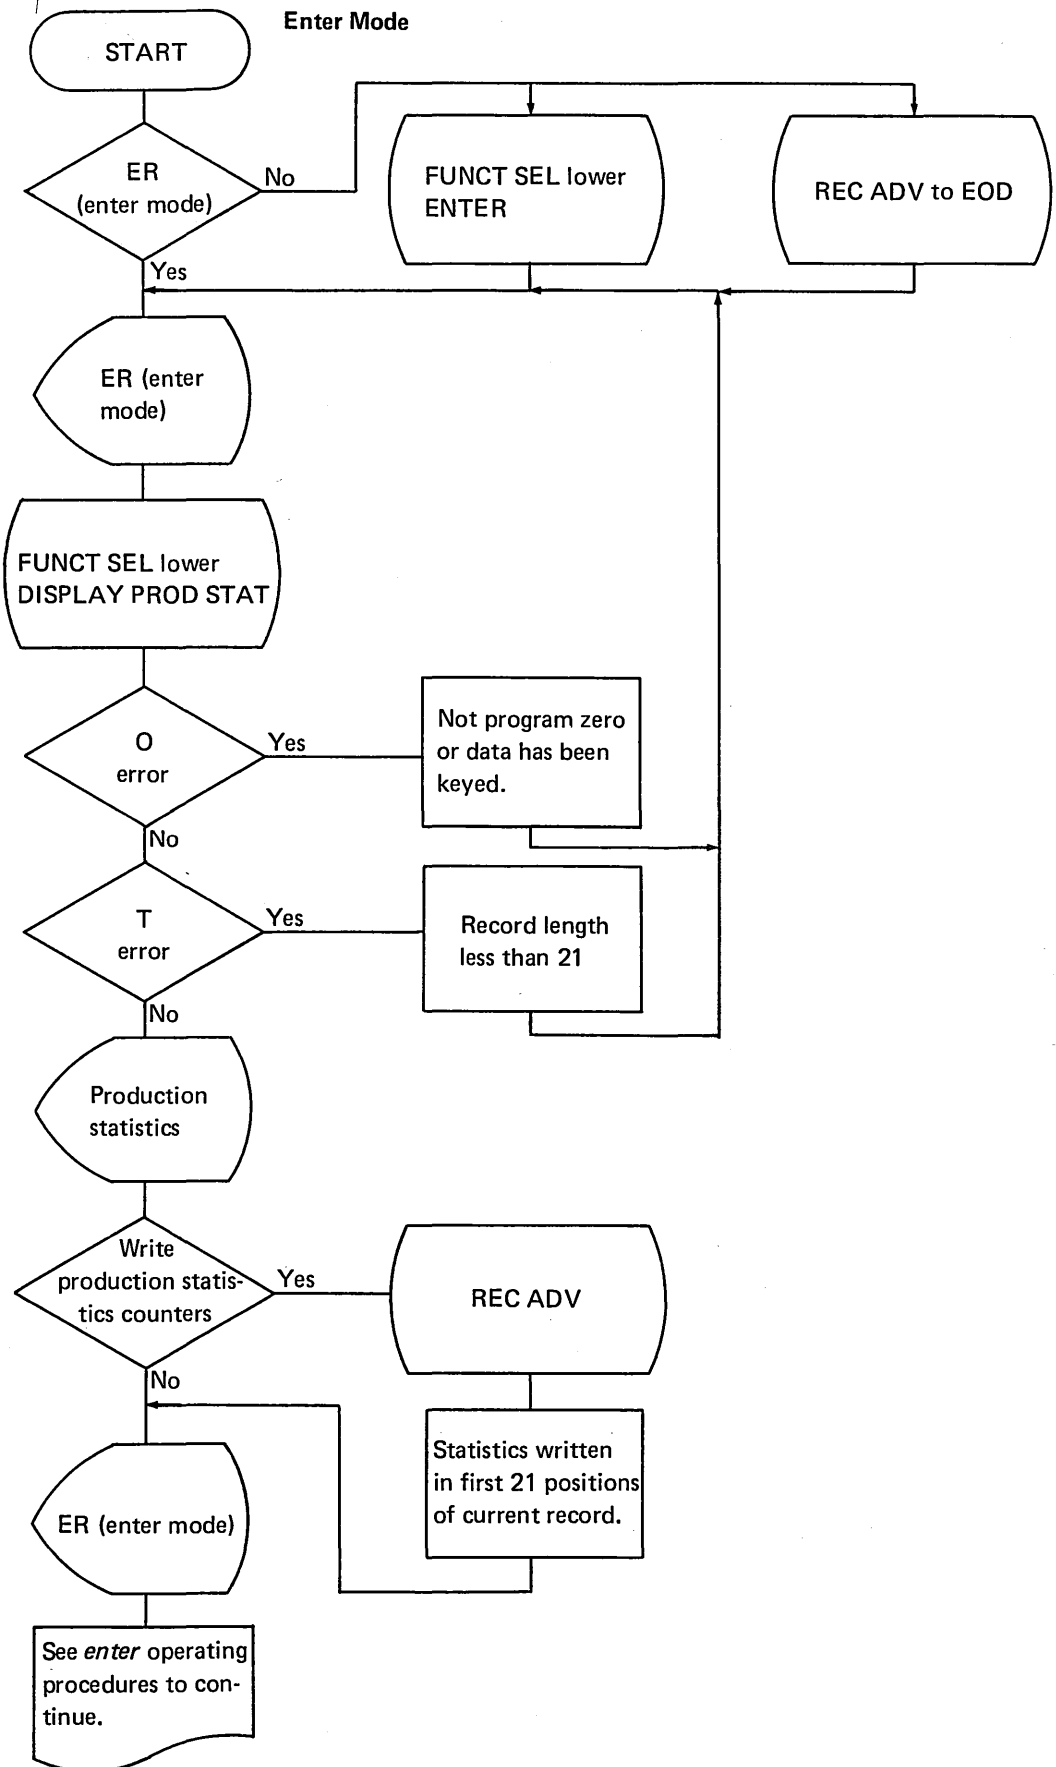 Enter Mode
START
ER
(enter mode)
No
FUNCT SEL lower
ENTER
REC ADV to EOD
Yes
ER (enter
mode)
FUNCT SEL lower
DISPLAY PROD STAT
O
error
Yes
Not program zero
or data has been
keyed.
No
T
error
Yes
Record length
less than 21
No
Production
statistics
Write
production statis-
tics counters
Yes
REC ADV
No
Statistics written
in first 21 positions
of current record.
ER (enter mode)
See enter operating
procedures to con-
tinue.